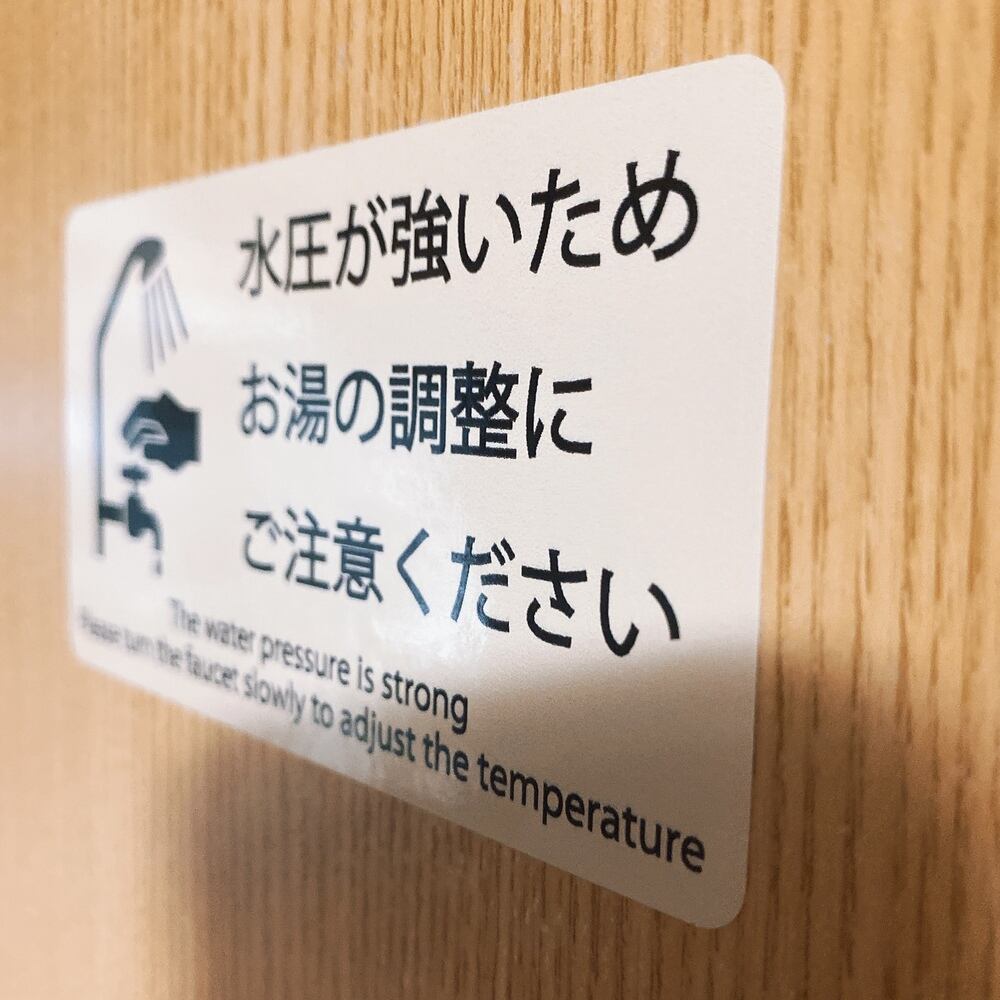 水圧が強いため
お湯の調整に
ご注意ください
The water pressure is strong
Please turn the faucet slowly to adjust the temperature